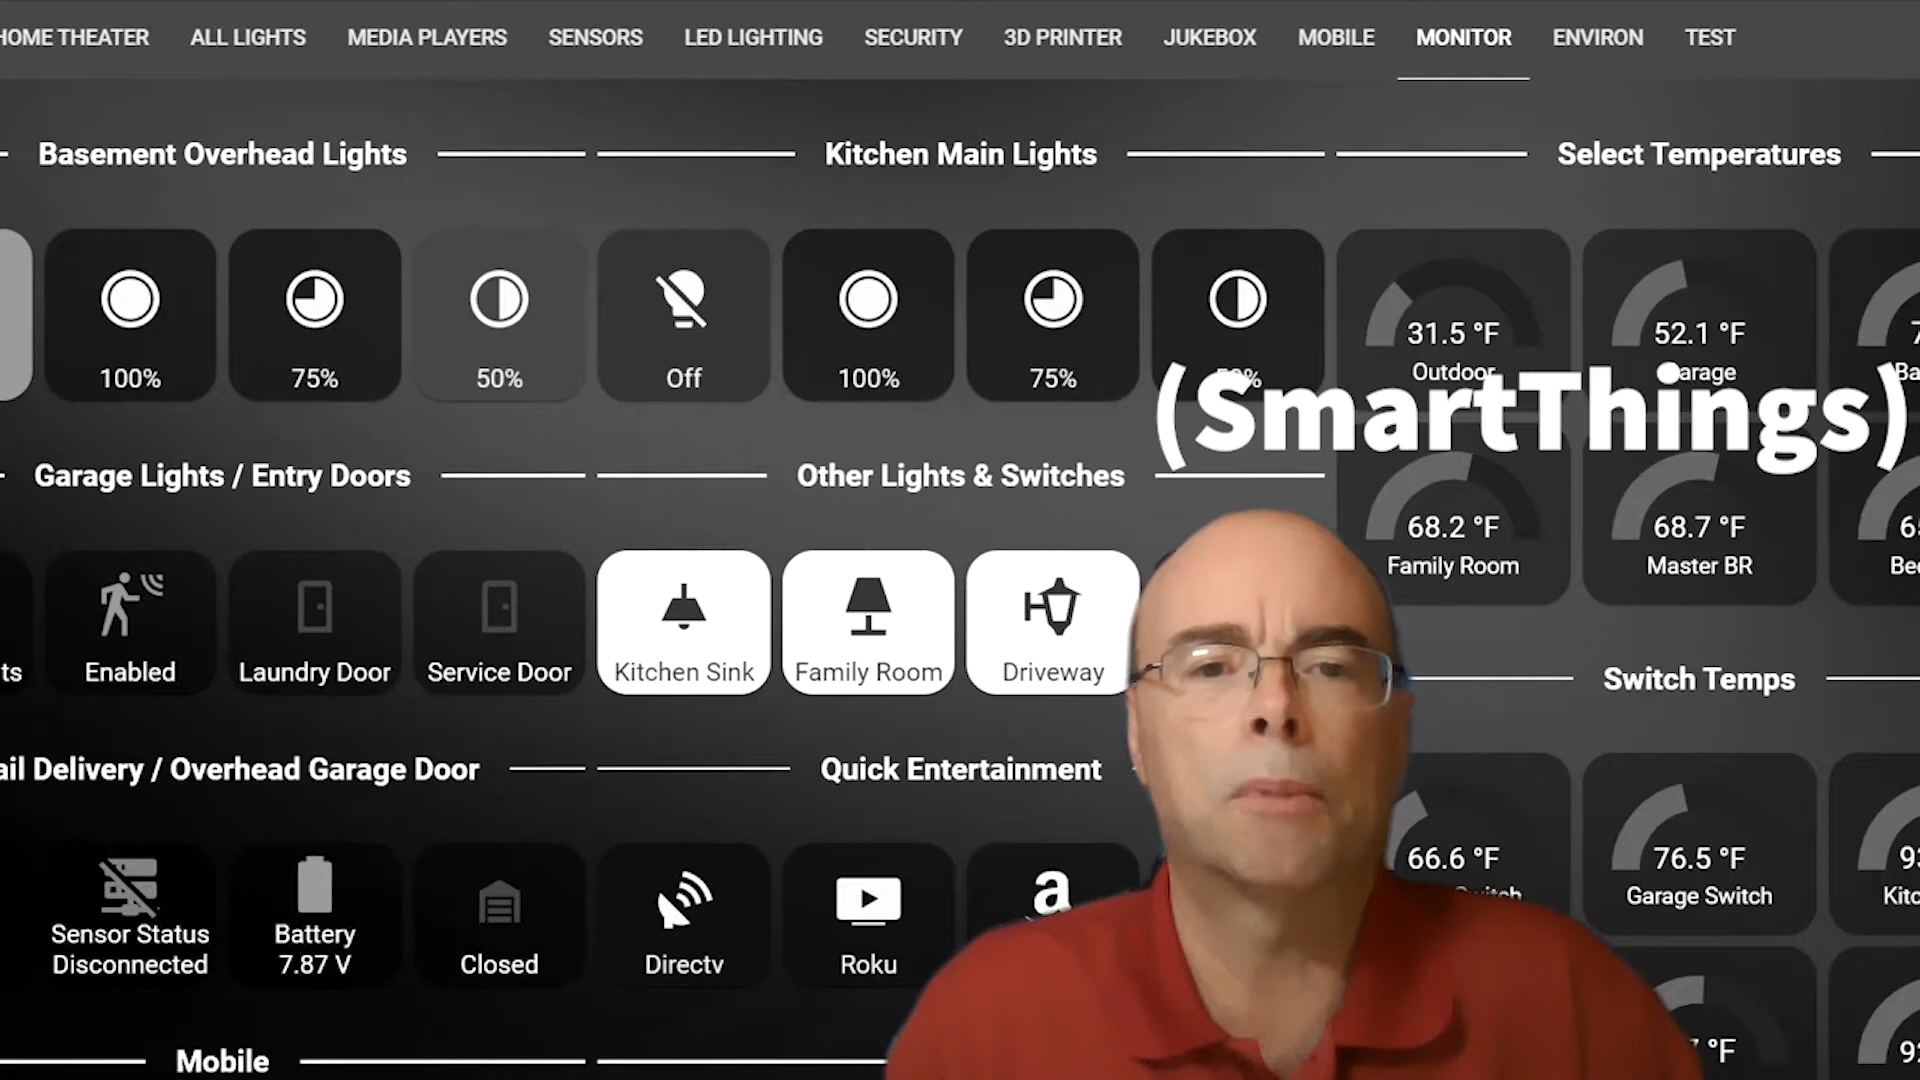 HOME THEATER ALL LIGHTS MEDIA PLAYERS SENSORS LED LIGHTING SECURITY 3D PRINTER JUKEBOX MOBILE MONITOR ENVIRON TEST
Basement Overhead Lights Kitchen Main Lights Select Temperatures
31.5 °F 52.1 °F
100% 75% 50% Off 100% 75% 50% Outdoor Garage
(SmartThings)
Garage Lights / Entry Doors Other Lights & Switches
68.2 °F 68.7 °F
Family Room Master BR
Enabled Laundry Door Service Door Kitchen Sink Family Room Driveway
Switch Temps
Delivery / Overhead Garage Door Quick Entertainment
66.6 °F 76.5 °F
Garage Switch
Sensor Status
Disconnected
Battery
7.87 V
Closed Directv Roku
a
°F
Mobile